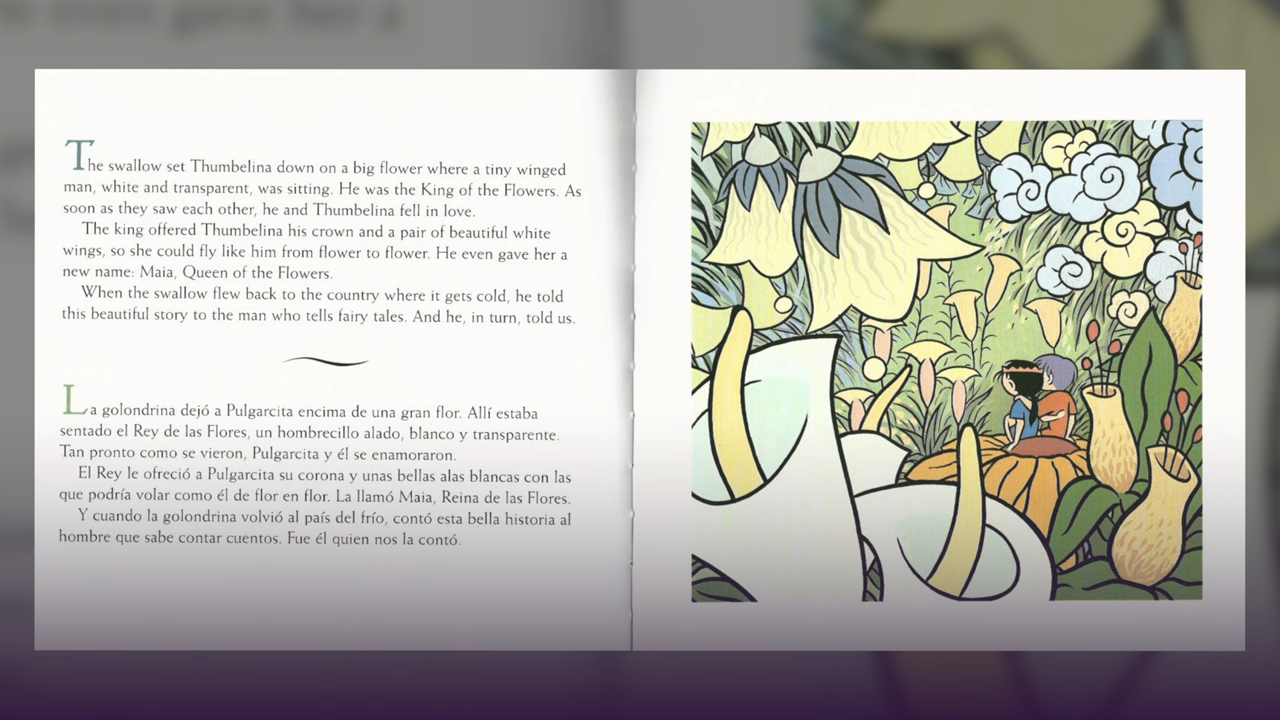 The swallow set Thumbelina down on a big flower where a tiny winged
man, white and transparent, was sitting. He was the King of the Flowers. As
soon as they saw each other, he and Thumbelina fell in love.
The king offered Thumbelina his crown and a pair of beautiful white
wings, so she could fly like him from flower to flower. He even gave her a
new name: Maia, Queen of the Flowers.
When the swallow flew back to the country where it gets cold, he told
this beautiful story to the man who tells fairy tales. And he, in turn, told us.
La golondrina dejó a Pulgarcita encima de una gran flor. Allí estaba
sentado el Rey de las Flores, un hombrecillo alado, blanco y transparente.
Tan pronto como se vieron, Pulgarcita y él se enamoraron.
El Rey le ofreció a Pulgarcita su corona y unas bellas alas blancas con las
que podría volar como él de flor en flor. La llamó Maia, Reina de las Flores.
Y cuando la golondrina volvió al país del frío, contó esta bella historia al
hombre que sabe contar cuentos. Fue él quien nos la contó.